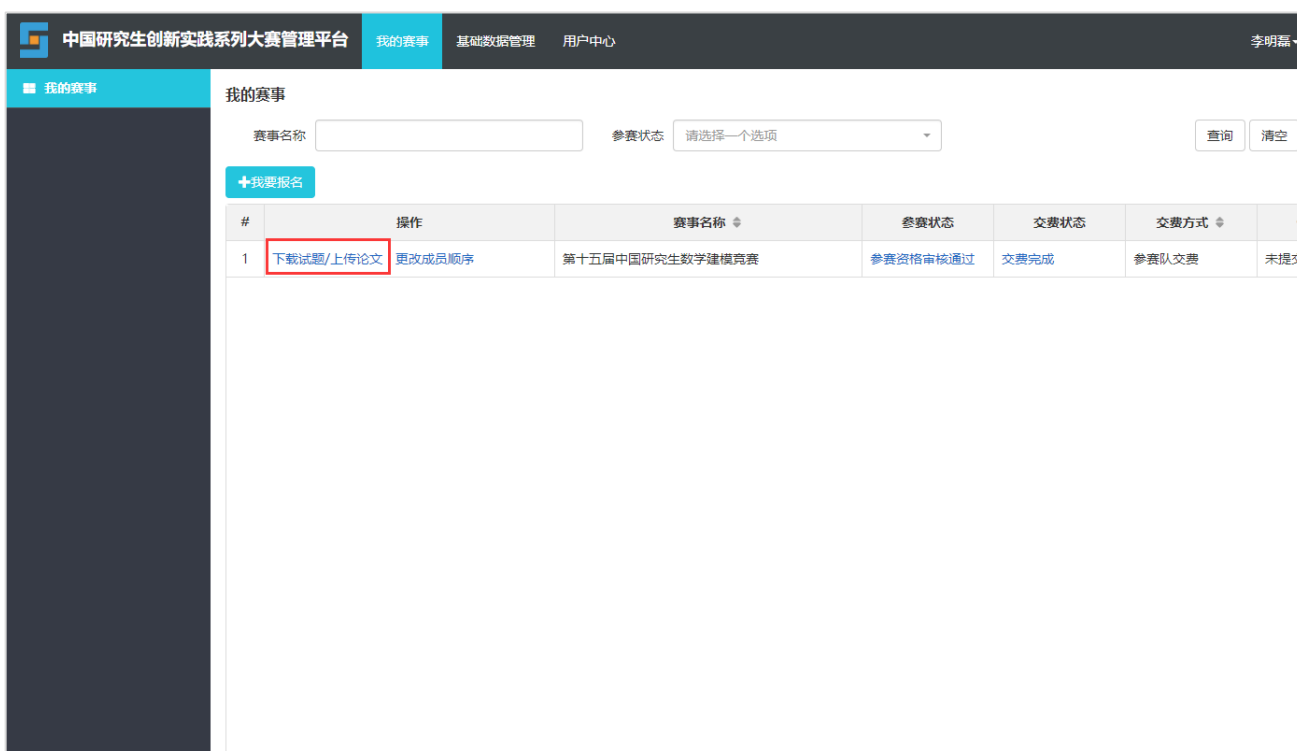 中国研究生创新实践系列大赛管理平台 我的赛事 基础数据管理 用户中心 李明磊
我的赛事
我的赛事
赛事名称 参赛状态 请选择一个选项 查询 清空
+我要报名
# 操作 赛事名称 参赛状态 交费状态 交费方式
1 下载试题/上传论文 更改成员顺序 第十五届中国研究生数学建模竞赛 参赛资格审核通过 交费完成 参赛队交费 未提交